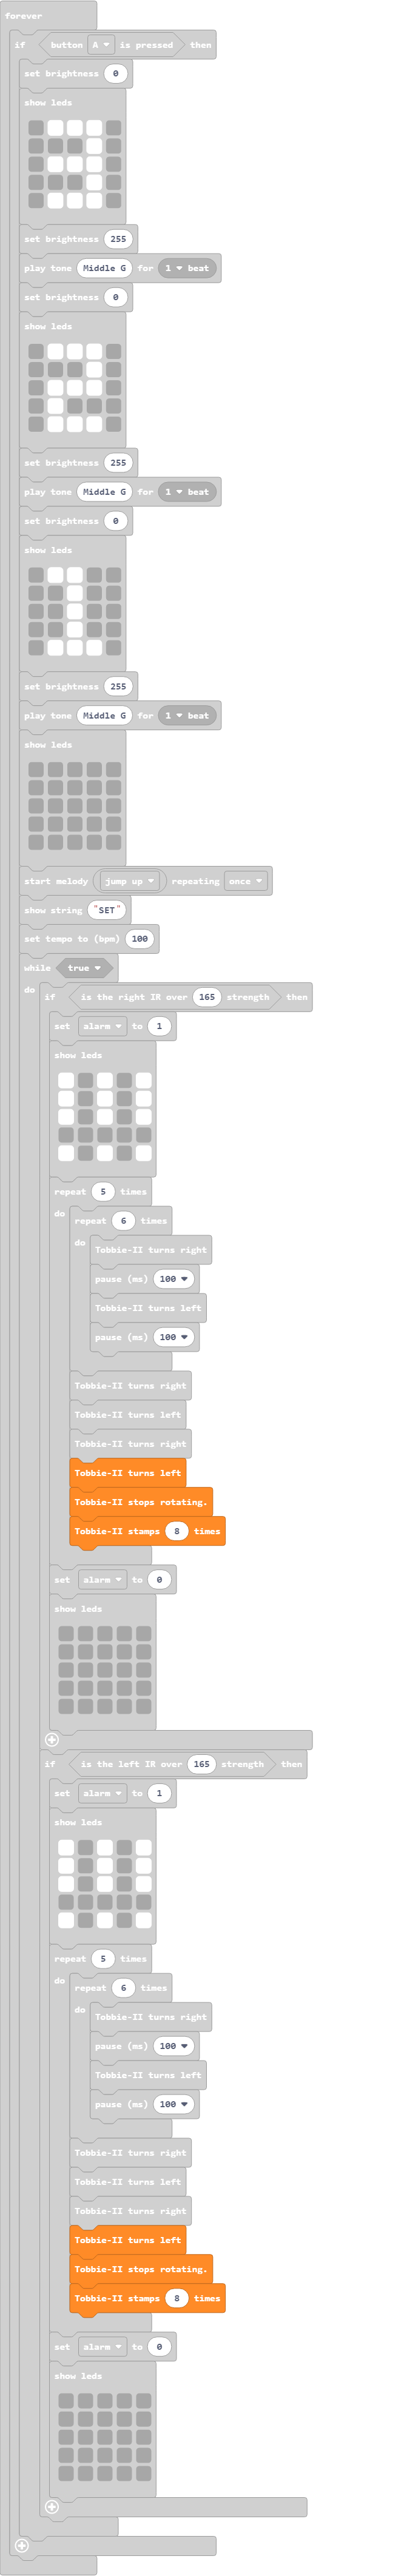 forever
if button A is pressed then
set brightness 0
show leds
set brightness 255
play tone Middle G for 1 beat
set brightness 0
show leds
set brightness 255
play tone Middle G for 1 beat
set brightness 0
show leds
set brightness 255
play tone Middle G for 1 beat
show leds
start melody jump up repeating once
show string "SET"
set tempo to (bpm) 100
while true
do if is the right IR over 165 strength then
set alarm to 1
show leds
repeat 5 times
do repeat 6 times
do Tobbie-II turns right
pause (ms) 100
Tobbie-II turns left
pause (ms) 100
Tobbie-II turns right
Tobbie-II turns left
Tobbie-II turns right
Tobbie-II turns left
Tobbie-II stops rotating.
Tobbie-II stamps 8 times
set alarm to 0
show leds
if is the left IR over 165 strength then
set alarm to 1
show leds
repeat 5 times
do repeat 6 times
do Tobbie-II turns right
pause (ms) 100
Tobbie-II turns left
pause (ms) 100
Tobbie-II turns right
Tobbie-II turns left
Tobbie-II turns right
Tobbie-II turns left
Tobbie-II stops rotating.
Tobbie-II stamps 8 times
set alarm to 0
show leds